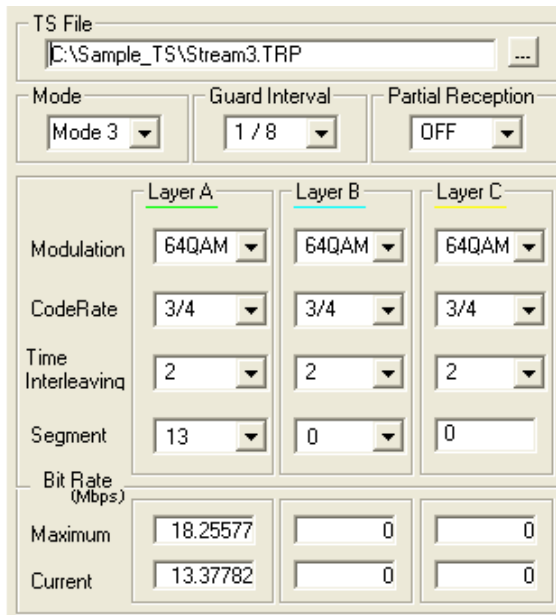 TS File
C:\Sample_TS\Stream3.TRP
...
Mode
Guard Interval
Partial Reception
Mode 3
1 / 8
OFF
Layer A
Layer B
Layer C
Modulation
64QAM
64QAM
64QAM
CodeRate
3/4
3/4
3/4
Time
Interleaving
2
2
2
Segment
13
0
0
Bit Rate
(Mbps)
Maximum
18.25577
0
0
Current
13.37782
0
0